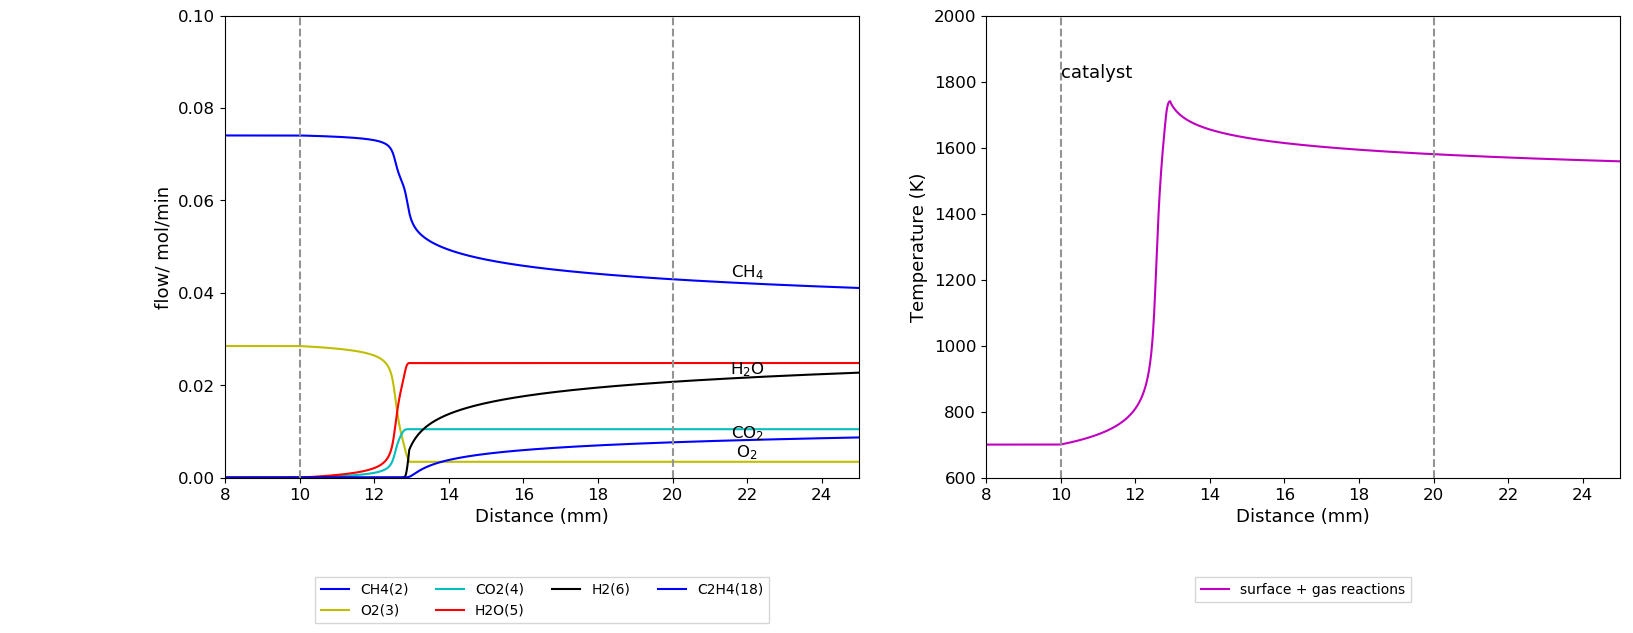 0.10
0.08
0.06
0.04
0.02
0.00
flow/ mol/min
CH₄
H₂O
CO₂
O₂
8 10 12 14 16 18 20 22 24
Distance (mm)
CH4(2) CO2(4) H2(6) C2H4(18)
O2(3) H2O(5)
2000
1800
1600
1400
1200
1000
800
600
Temperature (K)
catalyst
8 10 12 14 16 18 20 22 24
Distance (mm)
surface + gas reactions